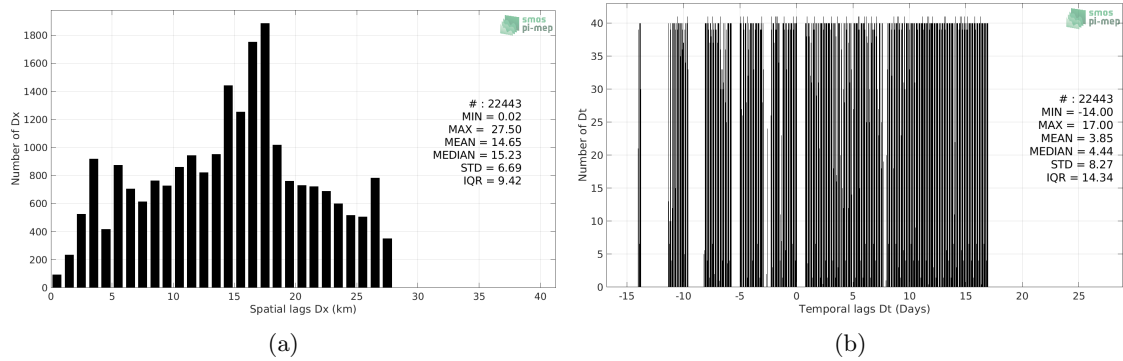 smos
pi-mep
1800
1600
1400
1200
1000
800
600
400
200
0
Number of Dx
# : 22443
MIN = 0.02
MAX = 27.50
MEAN = 14.65
MEDIAN = 15.23
STD = 6.69
IQR = 9.42
0 5 10 15 20 25 30 35 40
Spatial lags Dx (km)
(a)
smos
pi-mep
40
35
30
25
20
15
10
5
0
Number of Dt
# : 22443
MIN = -14.00
MAX = 17.00
MEAN = 3.85
MEDIAN = 4.44
STD = 8.27
IQR = 14.34
-15 -10 -5 0 5 10 15 20 25
Temporal lags Dt (Days)
(b)